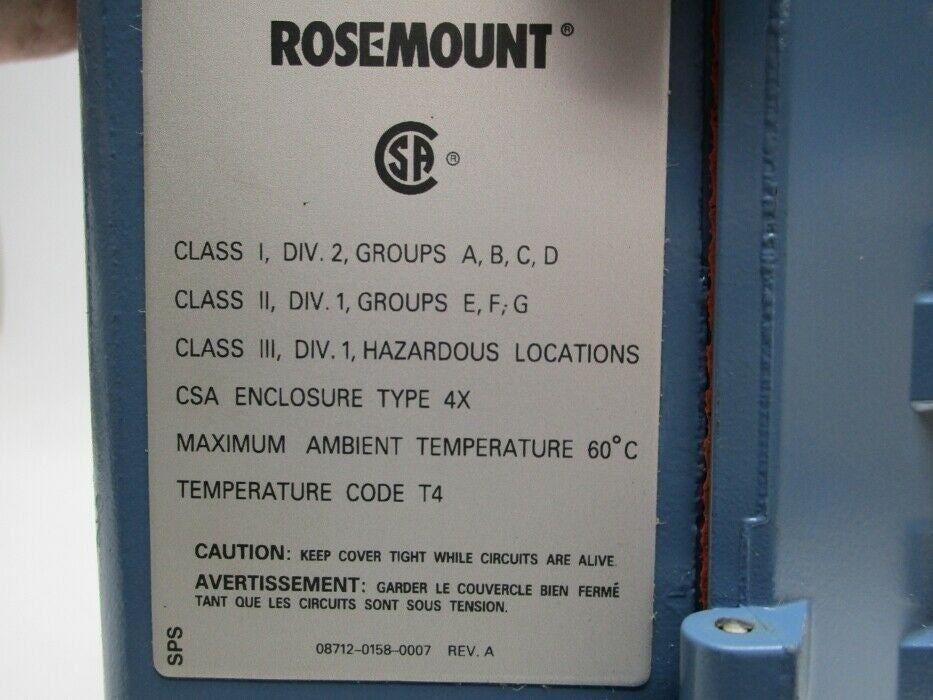 ROSEMOUNT®
CSA ®
CLASS I, DIV. 2, GROUPS A, B, C, D
CLASS II, DIV. 1, GROUPS E, F, G
CLASS III, DIV. 1, HAZARDOUS LOCATIONS
CSA ENCLOSURE TYPE 4X
MAXIMUM AMBIENT TEMPERATURE 60°C
TEMPERATURE CODE T4
CAUTION: KEEP COVER TIGHT WHILE CIRCUITS ARE ALIVE.
AVERTISSEMENT: GARDER LE COUVERCLE BIEN FERMÉ
TANT QUE LES CIRCUITS SONT SOUS TENSION.
SPS
08712-0158-0007 REV. A